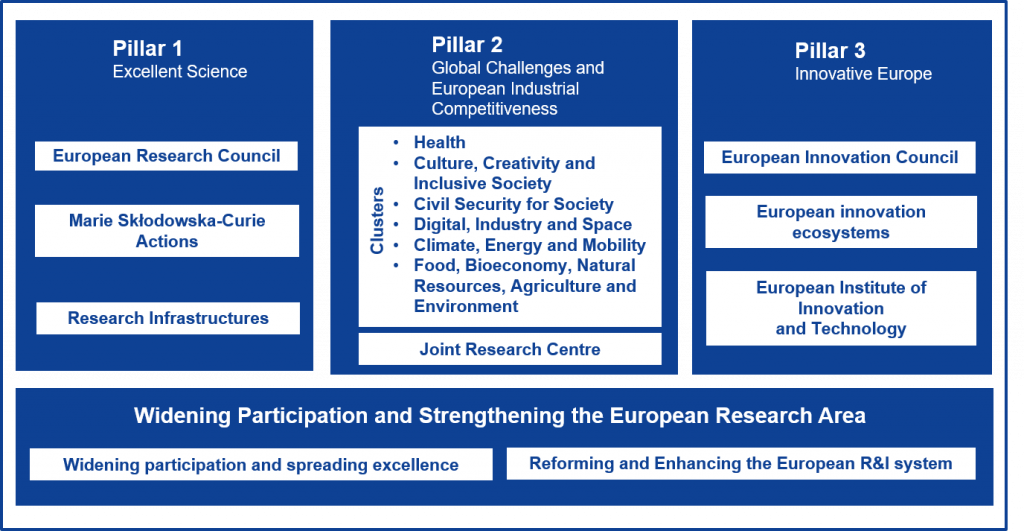 Pillar 1
Excellent Science
European Research Council
Marie Skłodowska-Curie
Actions
Research Infrastructures
Pillar 2
Global Challenges and
European Industrial
Competitiveness
Clusters
• Health
• Culture, Creativity and
Inclusive Society
• Civil Security for Society
• Digital, Industry and Space
• Climate, Energy and Mobility
• Food, Bioeconomy, Natural
Resources, Agriculture and
Environment
Joint Research Centre
Pillar 3
Innovative Europe
European Innovation Council
European innovation
ecosystems
European Institute of
Innovation
and Technology
Widening Participation and Strengthening the European Research Area
Widening participation and spreading excellence
Reforming and Enhancing the European R&I system